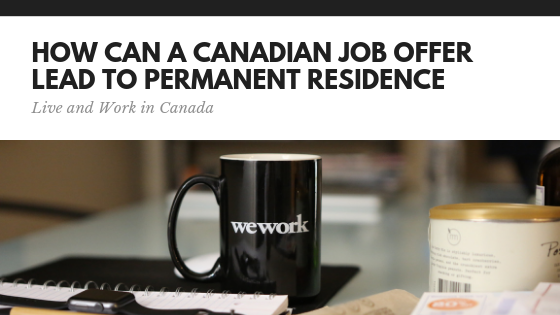 HOW CAN A CANADIAN JOB OFFER
LEAD TO PERMANENT RESIDENCE
Live and Work in Canada
wework